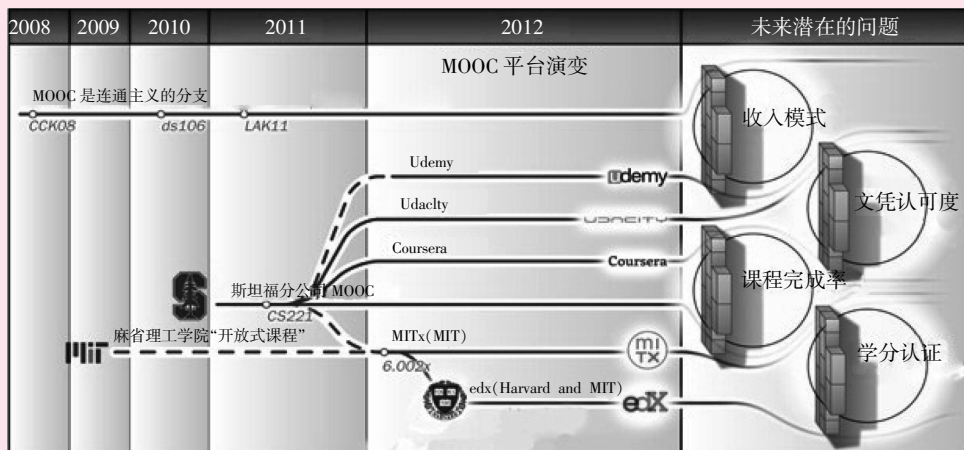 2008 2009 2010 2011 2012 未来潜在的问题
MOOC 平台演变
MOOC 是连通主义的分支
CCK08 ds106 LAK11
收入模式
Udemy udemy
文凭认可度
Udaclty UDACITY
Coursera Coursera
课程完成率
斯坦福分公司 MOOC
CS221
麻省理工学院“开放式课程”
MIT
MITx(MIT) MITX
学分认证
6.002x
edx(Harvard and MIT) edX
S